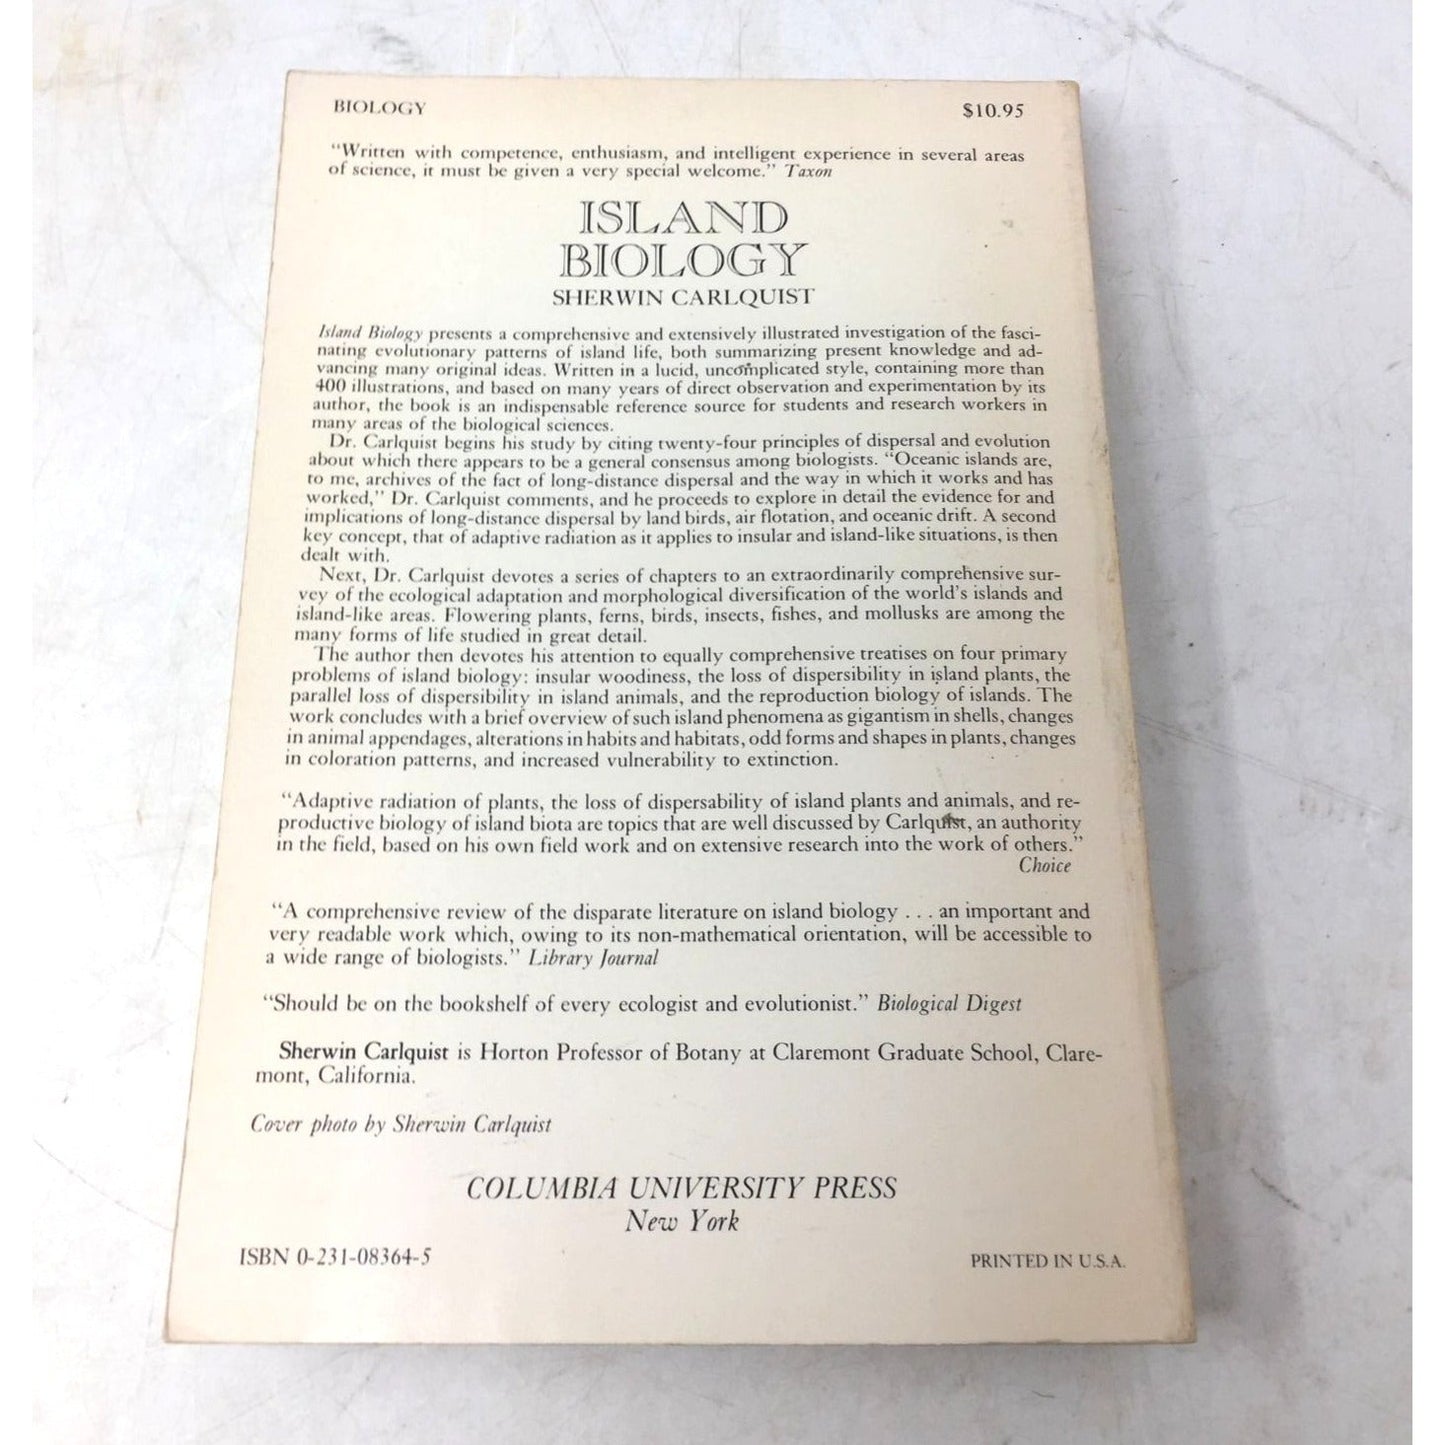 BIOLOGY $10.95
"Written with competence, enthusiasm, and intelligent experience in several areas
of science, it must be given a very special welcome." Taxon
ISLAND
BIOLOGY
SHERWIN CARLQUIST
Island Biology presents a comprehensive and extensively illustrated investigation of the fasci-
nating evolutionary patterns of island life, both summarizing present knowledge and ad-
vancing many original ideas. Written in a lucid, uncomplicated style, containing more than
400 illustrations, and based on many years of direct observation and experimentation by its
author, the book is an indispensable reference source for students and research workers in
many areas of the biological sciences.
Dr. Carlquist begins his study by citing twenty-four principles of dispersal and evolution
about which there appears to be a general consensus among biologists. "Oceanic islands are,
to me, archives of the fact of long-distance dispersal and the way in which it works and has
worked," Dr. Carlquist comments, and he proceeds to explore in detail the evidence for and
implications of long-distance dispersal by land birds, air flotation, and oceanic drift. A second
key concept, that of adaptive radiation as it applies to insular and island-like situations, is then
dealt with.
Next, Dr. Carlquist devotes a series of chapters to an extraordinarily comprehensive sur-
vey of the ecological adaptation and morphological diversification of the world's islands and
island-like areas. Flowering plants, ferns, birds, insects, fishes, and mollusks are among the
many forms of life studied in great detail.
The author then devotes his attention to equally comprehensive treatises on four primary
problems of island biology: insular woodiness, the loss of dispersibility in island plants, the
parallel loss of dispersibility in island animals, and the reproduction biology of islands. The
work concludes with a brief overview of such island phenomena as gigantism in shells, changes
in animal appendages, alterations in habits and habitats, odd forms and shapes in plants, changes
in coloration patterns, and increased vulnerability to extinction.
"Adaptive radiation of plants, the loss of dispersability of island plants and animals, and re-
productive biology of island biota are topics that are well discussed by Carlquist, an authority
in the field, based on his own field work and on extensive research into the work of others."
Choice
"A comprehensive review of the disparate literature on island biology . . . an important and
very readable work which, owing to its non-mathematical orientation, will be accessible to
a wide range of biologists." Library Journal
"Should be on the bookshelf of every ecologist and evolutionist." Biological Digest
Sherwin Carlquist is Horton Professor of Botany at Claremont Graduate School, Clare-
mont, California.
Cover photo by Sherwin Carlquist
COLUMBIA UNIVERSITY PRESS
New York
ISBN 0-231-08364-5 PRINTED IN U.S.A.